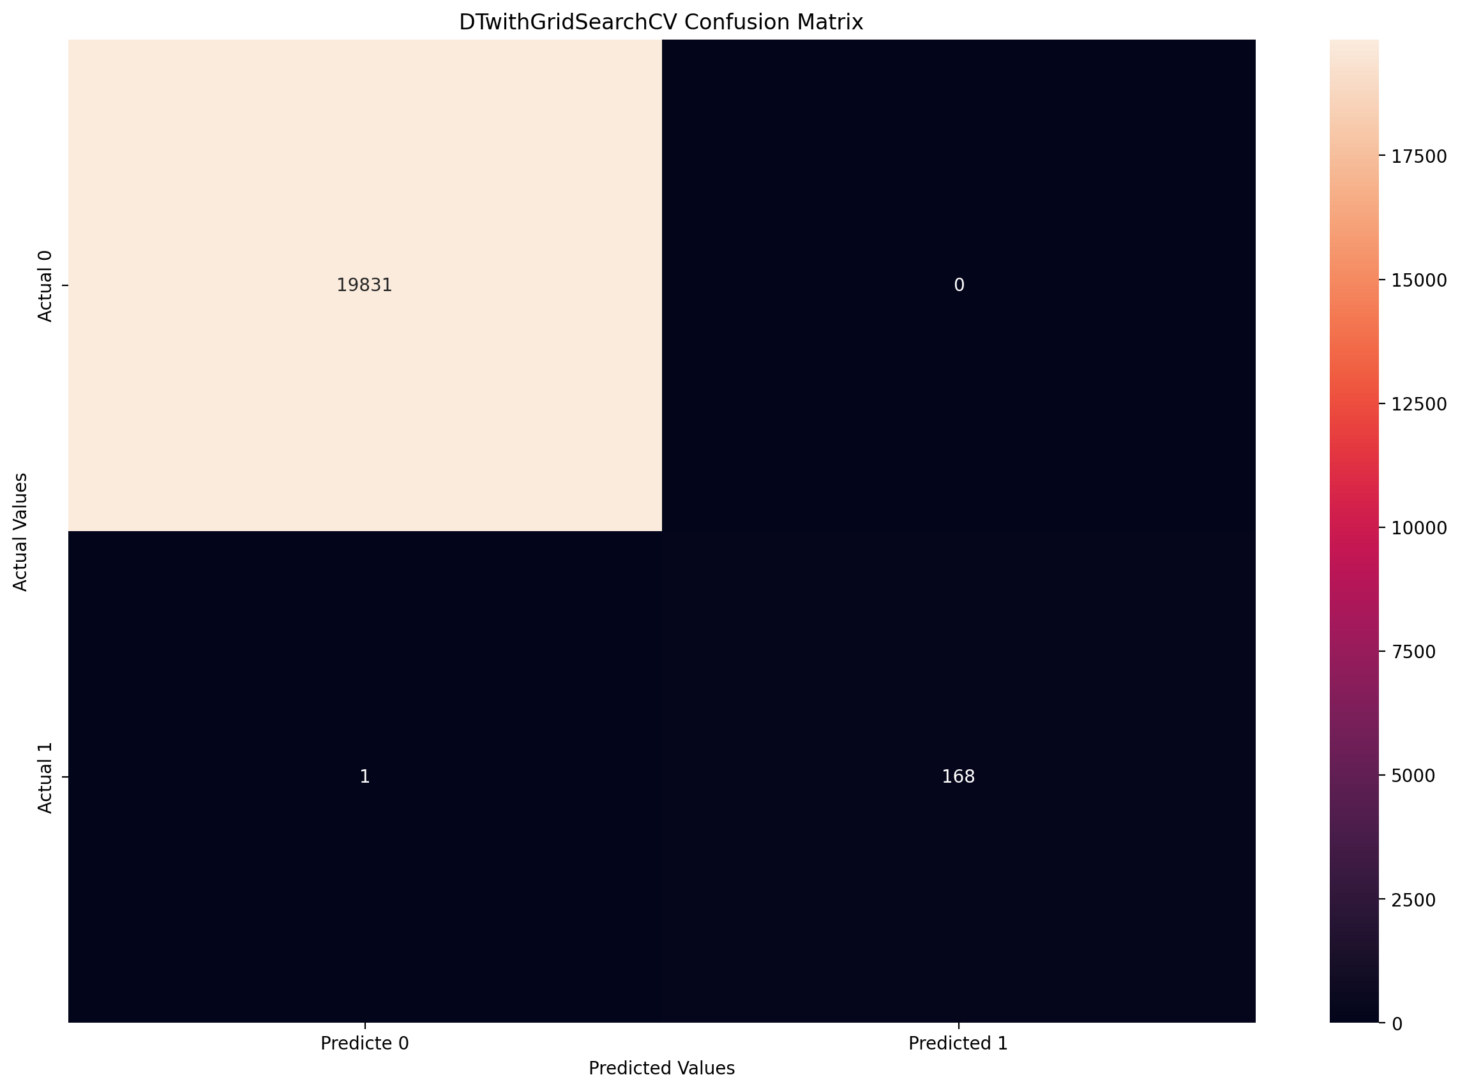 DTwithGridSearchCV Confusion Matrix
Actual Values
Actual 0
19831
0
Actual 1
1
168
Predicte 0
Predicted 1
Predicted Values
17500
15000
12500
10000
7500
5000
2500
0